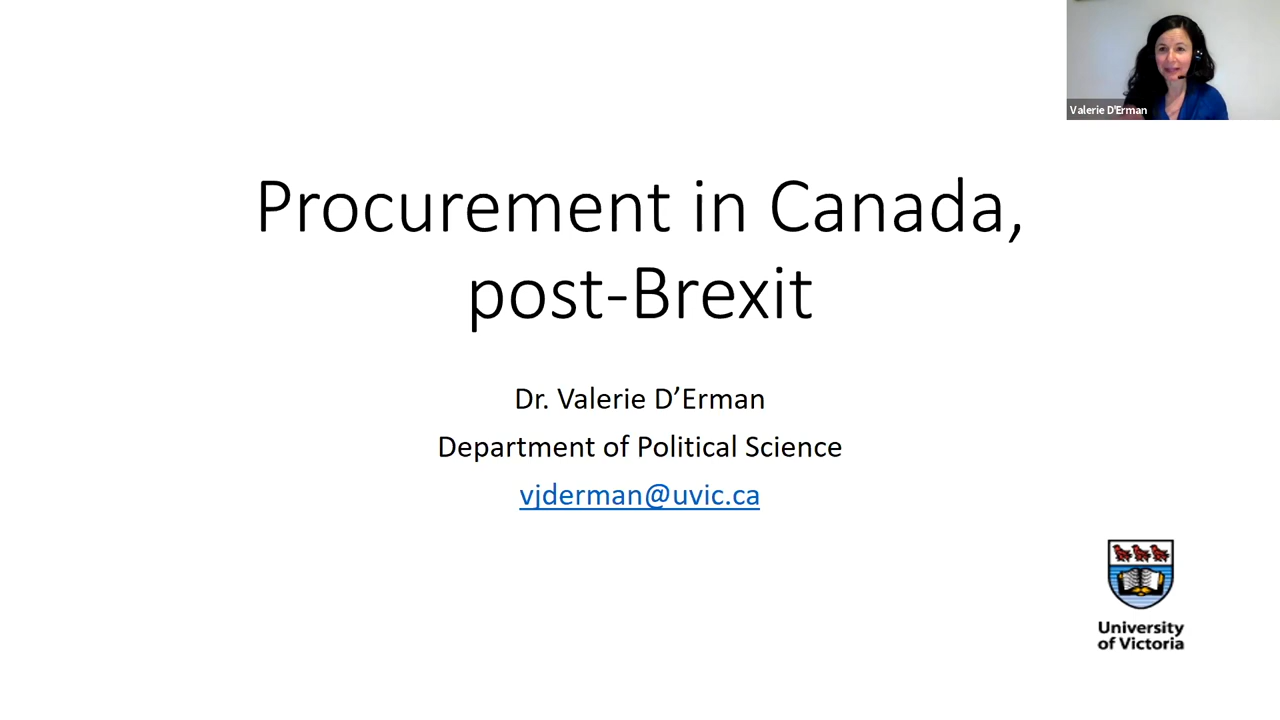 Valerie D'Erman
Procurement in Canada,
post-Brexit
Dr. Valerie D’Erman
Department of Political Science
vjderman@uvic.ca
University
of Victoria